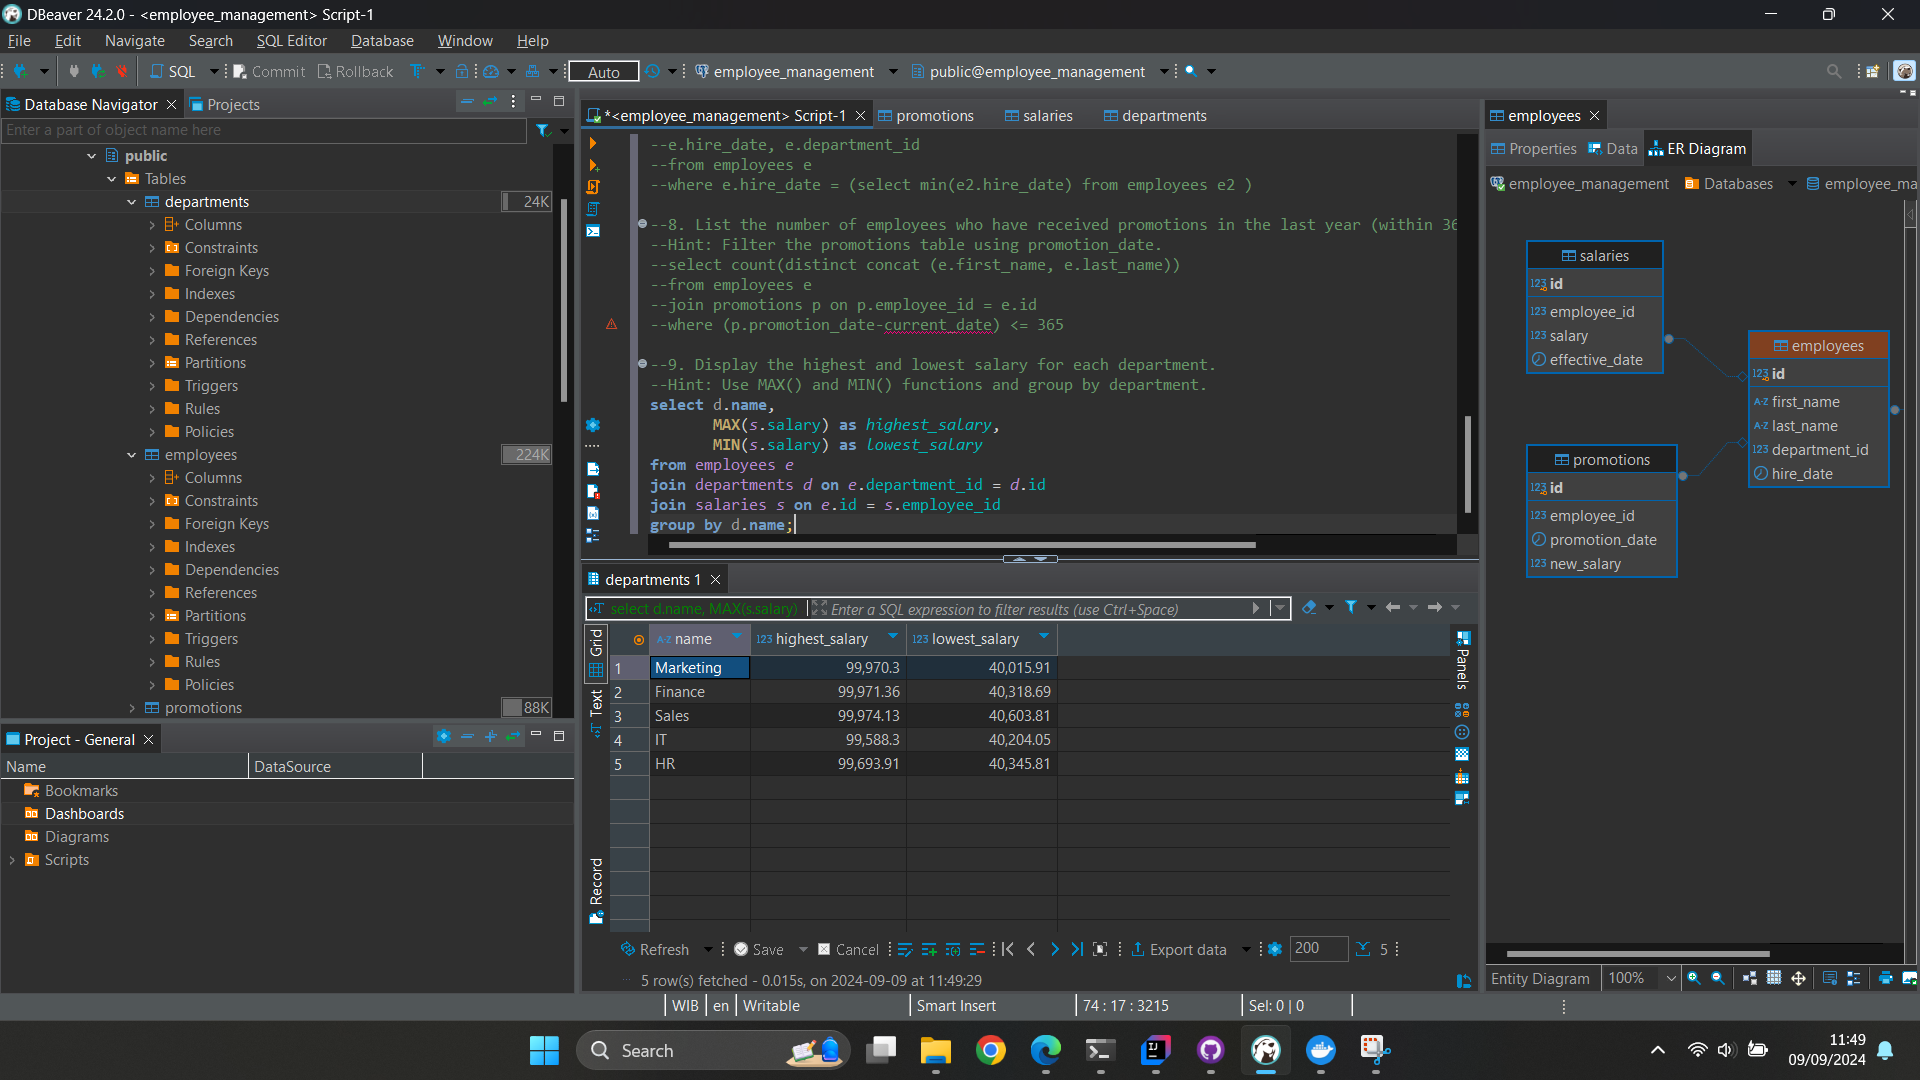 DBeaver 24.2.0 - <employee_management> Script-1
File Edit Navigate Search SQL Editor Database Window Help
SQL Commit Rollback Auto employee_management public@employee_management
Database Navigator Projects
Enter a part of object name here
public
Tables
departments 24K
Columns
Constraints
Foreign Keys
Indexes
Dependencies
References
Partitions
Triggers
Rules
Policies
employees 224K
Columns
Constraints
Foreign Keys
Indexes
Dependencies
References
Partitions
Triggers
Rules
Policies
promotions 88K
Project - General
Name DataSource
Bookmarks
Dashboards
Diagrams
Scripts
*<employee_management> Script-1 promotions salaries departments
--e.hire_date, e.department_id
--from employees e
--where e.hire_date = (select min(e2.hire_date) from employees e2 )
--8. List the number of employees who have received promotions in the last year (within 36
--Hint: Filter the promotions table using promotion_date.
--select count(distinct concat (e.first_name, e.last_name))
--from employees e
--join promotions p on p.employee_id = e.id
--where (p.promotion_date-current_date) <= 365
--9. Display the highest and lowest salary for each department.
--Hint: Use MAX() and MIN() functions and group by department.
select d.name,
MAX(s.salary) as highest_salary,
MIN(s.salary) as lowest_salary
from employees e
join departments d on e.department_id = d.id
join salaries s on e.id = s.employee_id
group by d.name;
departments 1
select d.name, MAX(s.salary) Enter a SQL expression to filter results (use Ctrl+Space)
Grid
Text
Record
name highest_salary lowest_salary
1 Marketing 99,970.3 40,015.91
2 Finance 99,971.36 40,318.69
3 Sales 99,974.13 40,603.81
4 IT 99,588.3 40,204.05
5 HR 99,693.91 40,345.81
Panels
Refresh Save Cancel Export data 200 5
5 row(s) fetched - 0.015s, on 2024-09-09 at 11:49:29
employees
Properties Data ER Diagram
employee_management Databases employee_ma
salaries
123 id
123 employee_id
123 salary
effective_date
employees
123 id
A-Z first_name
A-Z last_name
123 department_id
hire_date
promotions
123 id
123 employee_id
promotion_date
123 new_salary
Entity Diagram 100%
WIB en Writable Smart Insert 74 : 17 : 3215 Sel: 0 | 0
Search
11:49
09/09/2024